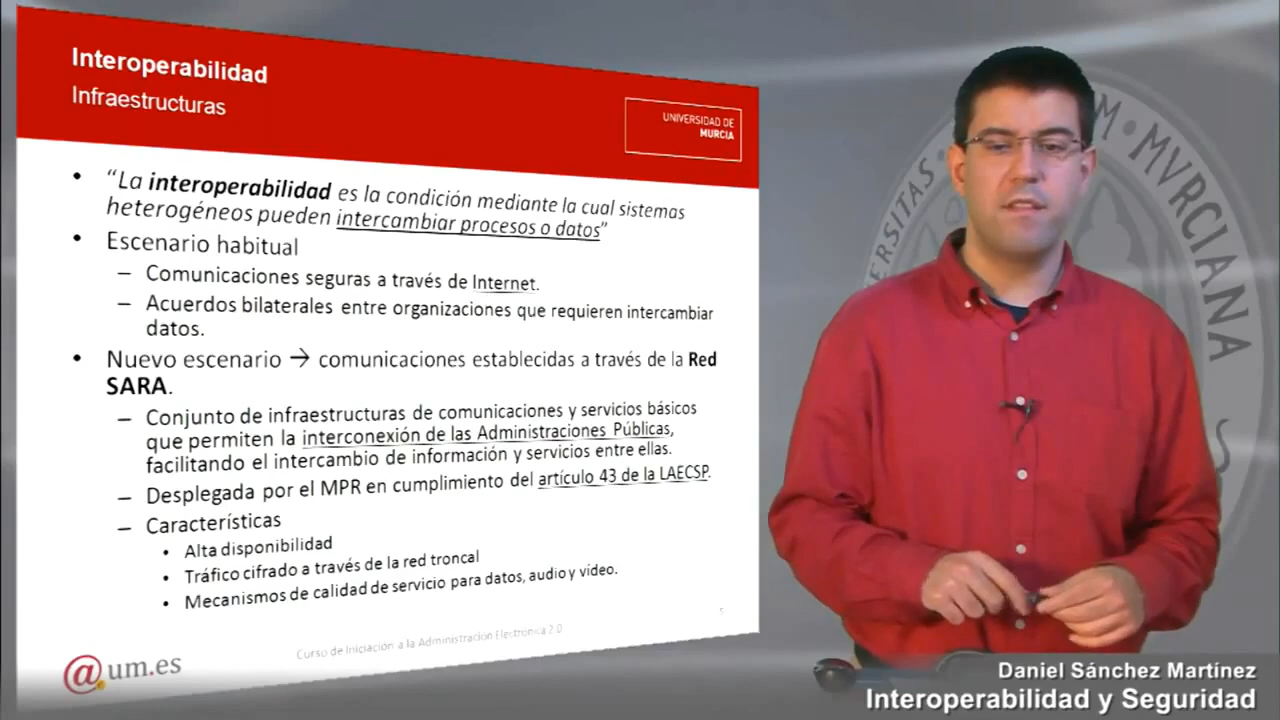 Interoperabilidad
Infraestructuras
UNIVERSIDAD DE
MURCIA
• “La interoperabilidad es la condición mediante la cual sistemas
heterogéneos pueden intercambiar procesos o datos”
• Escenario habitual
– Comunicaciones seguras a través de Internet.
– Acuerdos bilaterales entre organizaciones que requieren intercambiar
datos.
• Nuevo escenario → comunicaciones establecidas a través de la Red
SARA.
– Conjunto de infraestructuras de comunicaciones y servicios básicos
que permiten la interconexión de las Administraciones Públicas,
facilitando el intercambio de información y servicios entre ellas.
– Desplegada por el MPR en cumplimiento del artículo 43 de la LAECSP.
– Características
• Alta disponibilidad
• Tráfico cifrado a través de la red troncal
• Mecanismos de calidad de servicio para datos, audio y vídeo.
5
Curso de Iniciación a la Administración Electrónica 2.0
@um.es
MVRCIANA
Daniel Sánchez Martínez
Interoperabilidad y Seguridad